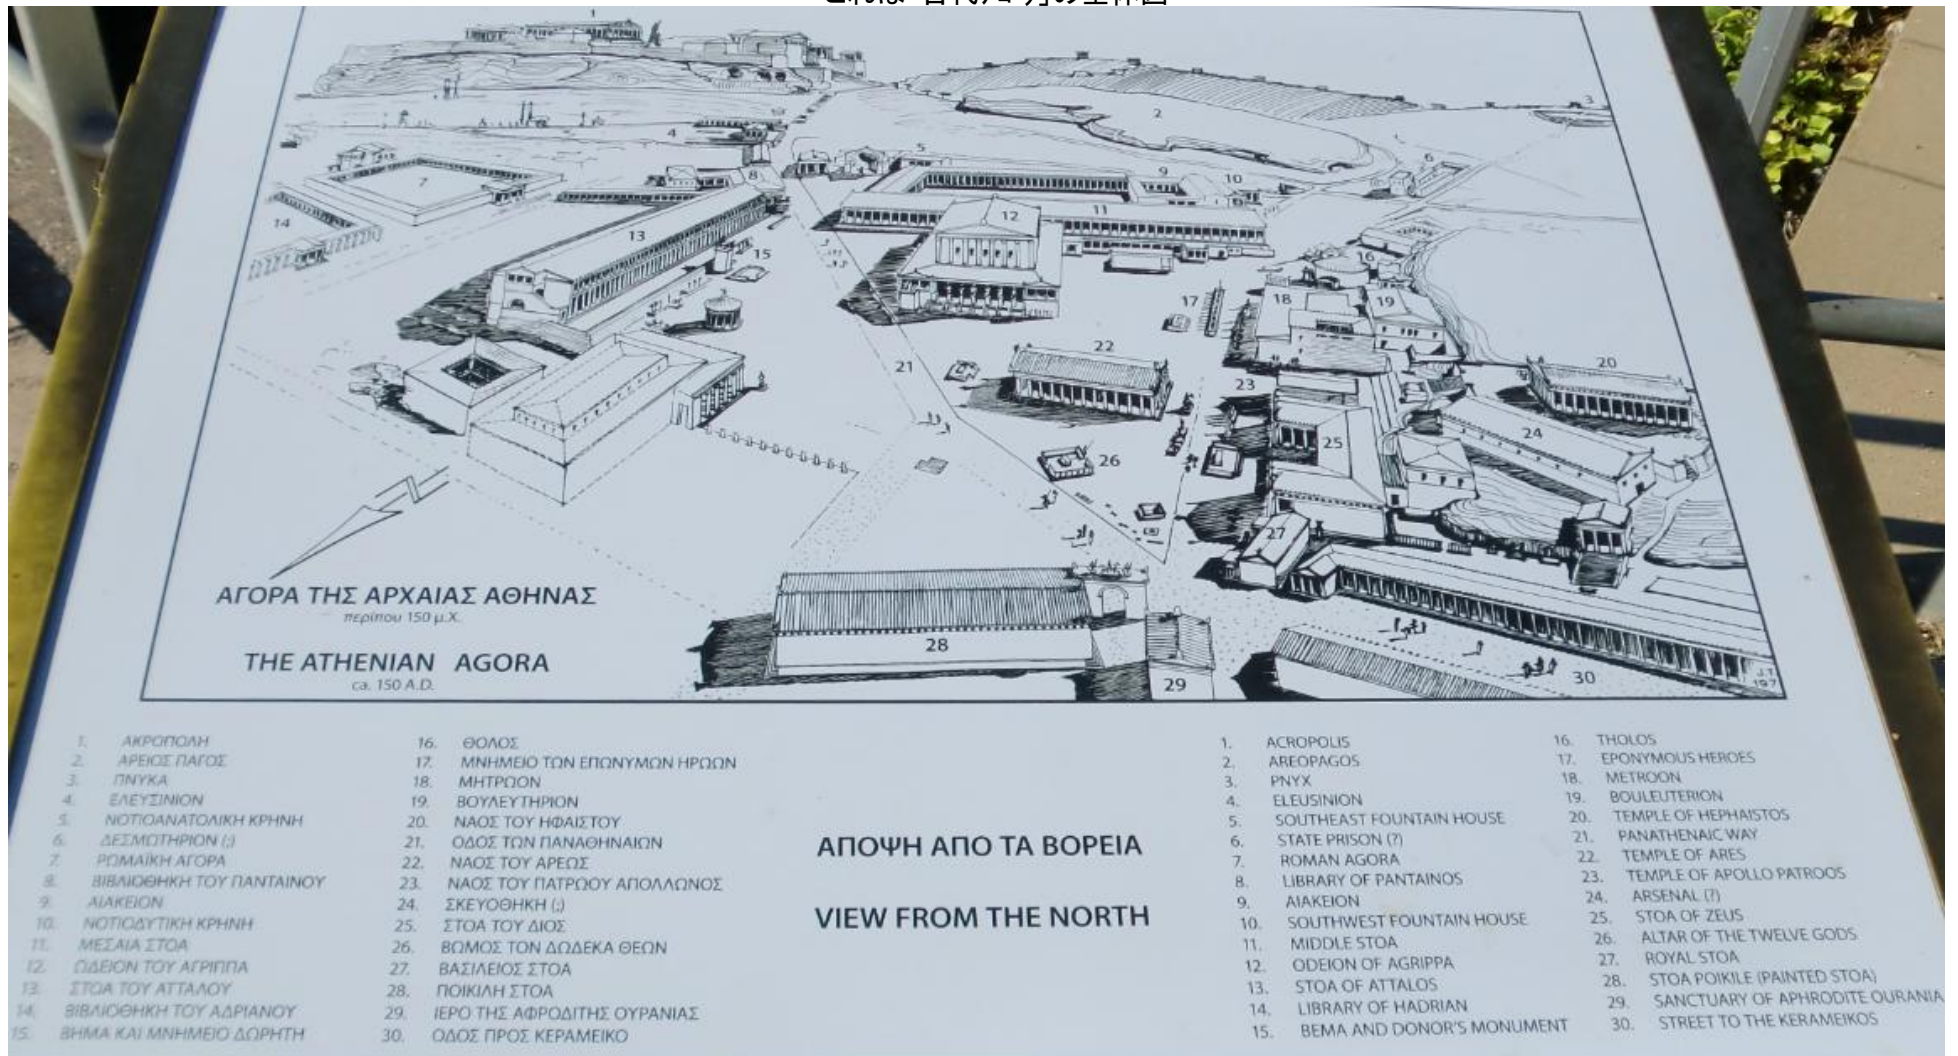 ΑΓΟΡΑ ΤΗΣ ΑΡΧΑΙΑΣ ΑΘΗΝΑΣ
περίπου 150 μ.Χ.
THE ATHENIAN AGORA
ca. 150 A.D.
1. ΑΚΡΟΠΟΛΗ
2. ΑΡΕΙΟΣ ΠΑΓΟΣ
3. ΠΝΥΚΑ
4. ΕΛΕΥΣΙΝΙΟΝ
5. ΝΟΤΙΟΑΝΑΤΟΛΙΚΗ ΚΡΗΝΗ
6. ΔΕΣΜΩΤΗΡΙΟΝ (;)
7. ΡΩΜΑΪΚΗ ΑΓΟΡΑ
8. ΒΙΒΛΙΟΘΗΚΗ ΤΟΥ ΠΑΝΤΑΙΝΟΥ
9. ΑΙΑΚΕΙΟΝ
10. ΝΟΤΙΟΔΥΤΙΚΗ ΚΡΗΝΗ
11. ΜΕΣΑΙΑ ΣΤΟΑ
12. ΩΔΕΙΟΝ ΤΟΥ ΑΓΡΙΠΠΑ
13. ΣΤΟΑ ΤΟΥ ΑΤΤΑΛΟΥ
14. ΒΙΒΛΙΟΘΗΚΗ ΤΟΥ ΑΔΡΙΑΝΟΥ
15. ΒΗΜΑ ΚΑΙ ΜΝΗΜΕΙΟ ΔΩΡΗΤΗ
16. ΘΟΛΟΣ
17. ΜΝΗΜΕΙΟ ΤΩΝ ΕΠΩΝΥΜΩΝ ΗΡΩΩΝ
18. ΜΗΤΡΩΟΝ
19. ΒΟΥΛΕΥΤΗΡΙΟΝ
20. ΝΑΟΣ ΤΟΥ ΗΦΑΙΣΤΟΥ
21. ΟΔΟΣ ΤΩΝ ΠΑΝΑΘΗΝΑΙΩΝ
22. ΝΑΟΣ ΤΟΥ ΑΡΕΩΣ
23. ΝΑΟΣ ΤΟΥ ΠΑΤΡΩΟΥ ΑΠΟΛΛΩΝΟΣ
24. ΣΚΕΥΟΘΗΚΗ (;)
25. ΣΤΟΑ ΤΟΥ ΔΙΟΣ
26. ΒΩΜΟΣ ΤΟΝ ΔΩΔΕΚΑ ΘΕΩΝ
27. ΒΑΣΙΛΕΙΟΣ ΣΤΟΑ
28. ΠΟΙΚΙΛΗ ΣΤΟΑ
29. ΙΕΡΟ ΤΗΣ ΑΦΡΟΔΙΤΗΣ ΟΥΡΑΝΙΑΣ
30. ΟΔΟΣ ΠΡΟΣ ΚΕΡΑΜΕΙΚΟ
ΑΠΟΨΗ ΑΠΟ ΤΑ ΒΟΡΕΙΑ
VIEW FROM THE NORTH
1. ACROPOLIS
2. AREOPAGOS
3. PNYX
4. ELEUSINION
5. SOUTHEAST FOUNTAIN HOUSE
6. STATE PRISON (?)
7. ROMAN AGORA
8. LIBRARY OF PANTAINOS
9. AIAKEION
10. SOUTHWEST FOUNTAIN HOUSE
11. MIDDLE STOA
12. ODEION OF AGRIPPA
13. STOA OF ATTALOS
14. LIBRARY OF HADRIAN
15. BEMA AND DONOR'S MONUMENT
16. THOLOS
17. EPONYMOUS HEROES
18. METROON
19. BOULEUTERION
20. TEMPLE OF HEPHAISTOS
21. PANATHENAIC WAY
22. TEMPLE OF ARES
23. TEMPLE OF APOLLO PATROOS
24. ARSENAL (?)
25. STOA OF ZEUS
26. ALTAR OF THE TWELVE GODS
27. ROYAL STOA
28. STOA POIKILE (PAINTED STOA)
29. SANCTUARY OF APHRODITE OURANIA
30. STREET TO THE KERAMEIKOS